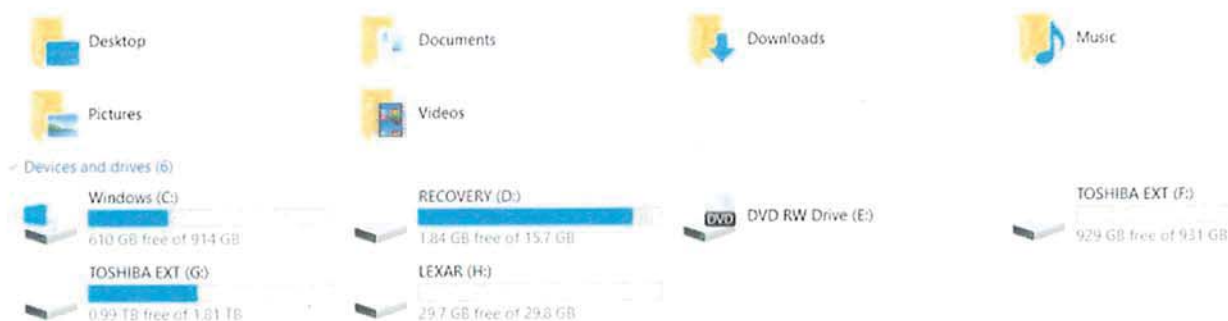 Desktop
Documents
Downloads
Music
Pictures
Videos
Devices and drives (6)
Windows (C:)
610 GB free of 914 GB
RECOVERY (D:)
1.84 GB free of 15.7 GB
DVD
DVD RW Drive (E:)
TOSHIBA EXT (F:)
929 GB free of 931 GB
TOSHIBA EXT (G:)
0.99 TB free of 1.81 TB
LEXAR (H:)
29.7 GB free of 29.8 GB